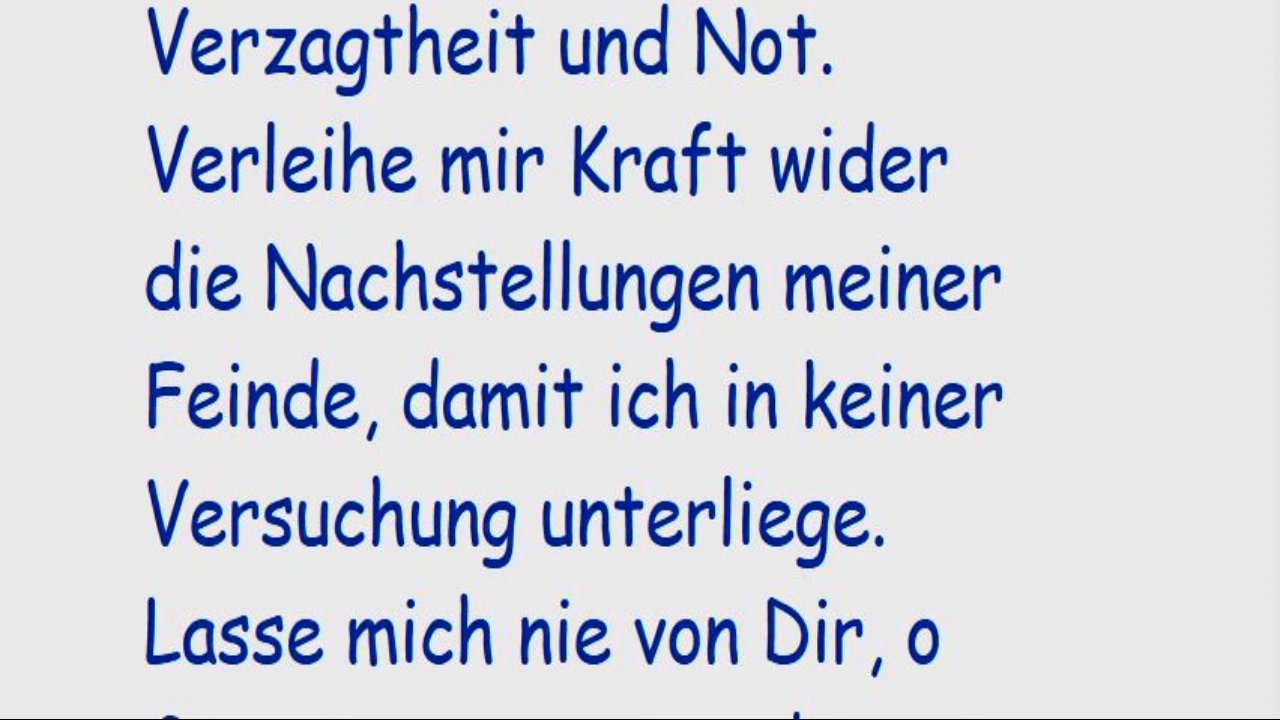 Verzagtheit und Not.
Verleihe mir Kraft wider
die Nachstellungen meiner
Feinde, damit ich in keiner
Versuchung unterliege.
Lasse mich nie von Dir, o